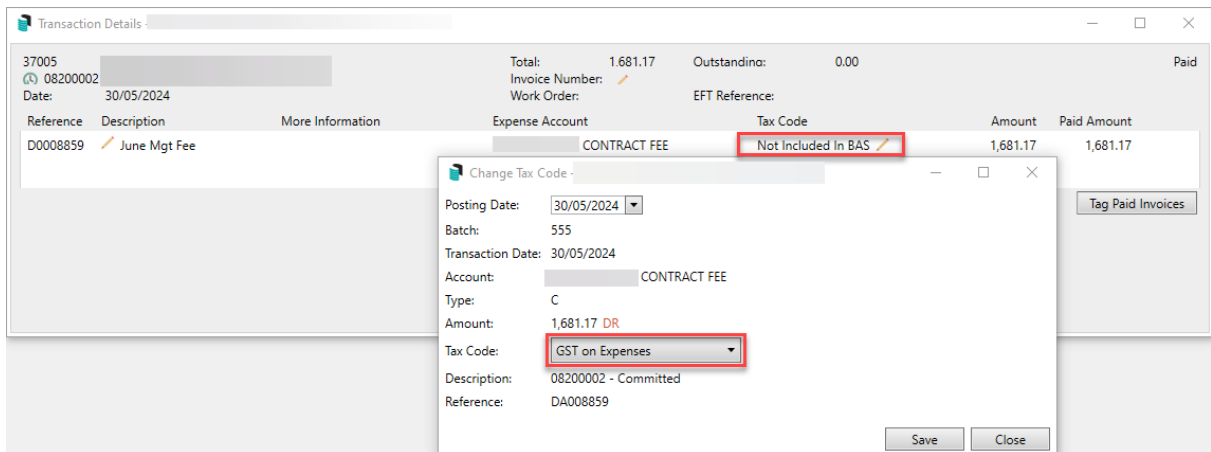 Transaction Details -
37005 Total: 1.681.17 Outstanding: 0.00 Paid
08200002 Invoice Number:
Date: 30/05/2024 Work Order: EFT Reference:
Reference Description More Information Expense Account Tax Code Amount Paid Amount
D0008859 June Mgt Fee CONTRACT FEE Not Included In BAS 1,681.17 1,681.17
Tag Paid Invoices
Change Tax Code -
Posting Date: 30/05/2024
Batch: 555
Transaction Date: 30/05/2024
Account: CONTRACT FEE
Type: C
Amount: 1,681.17 DR
Tax Code: GST on Expenses
Description: 08200002 - Committed
Reference: DA008859
Save Close